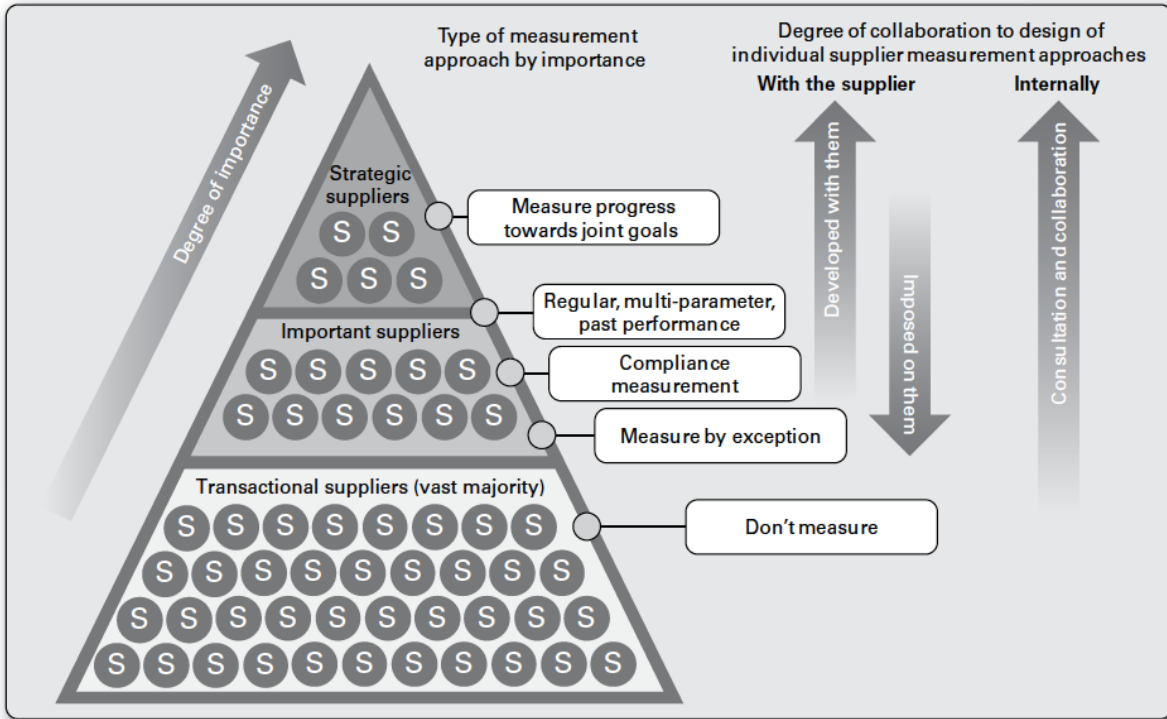 Type of measurement
approach by importance
Degree of collaboration to design of
individual supplier measurement approaches
With the supplier
Internally
Degree of importance
Strategic
suppliers
S S
S S S
Measure progress
towards joint goals
Regular, multi-parameter,
past performance
Important suppliers
S S S S S
S S S S S S
Compliance
measurement
Measure by exception
Transactional suppliers (vast majority)
S S S S S S S S
S S S S S S S S S
S S S S S S S S S S
S S S S S S S S S S S
Don't measure
Developed with them
Imposed on them
Consultation and collaboration